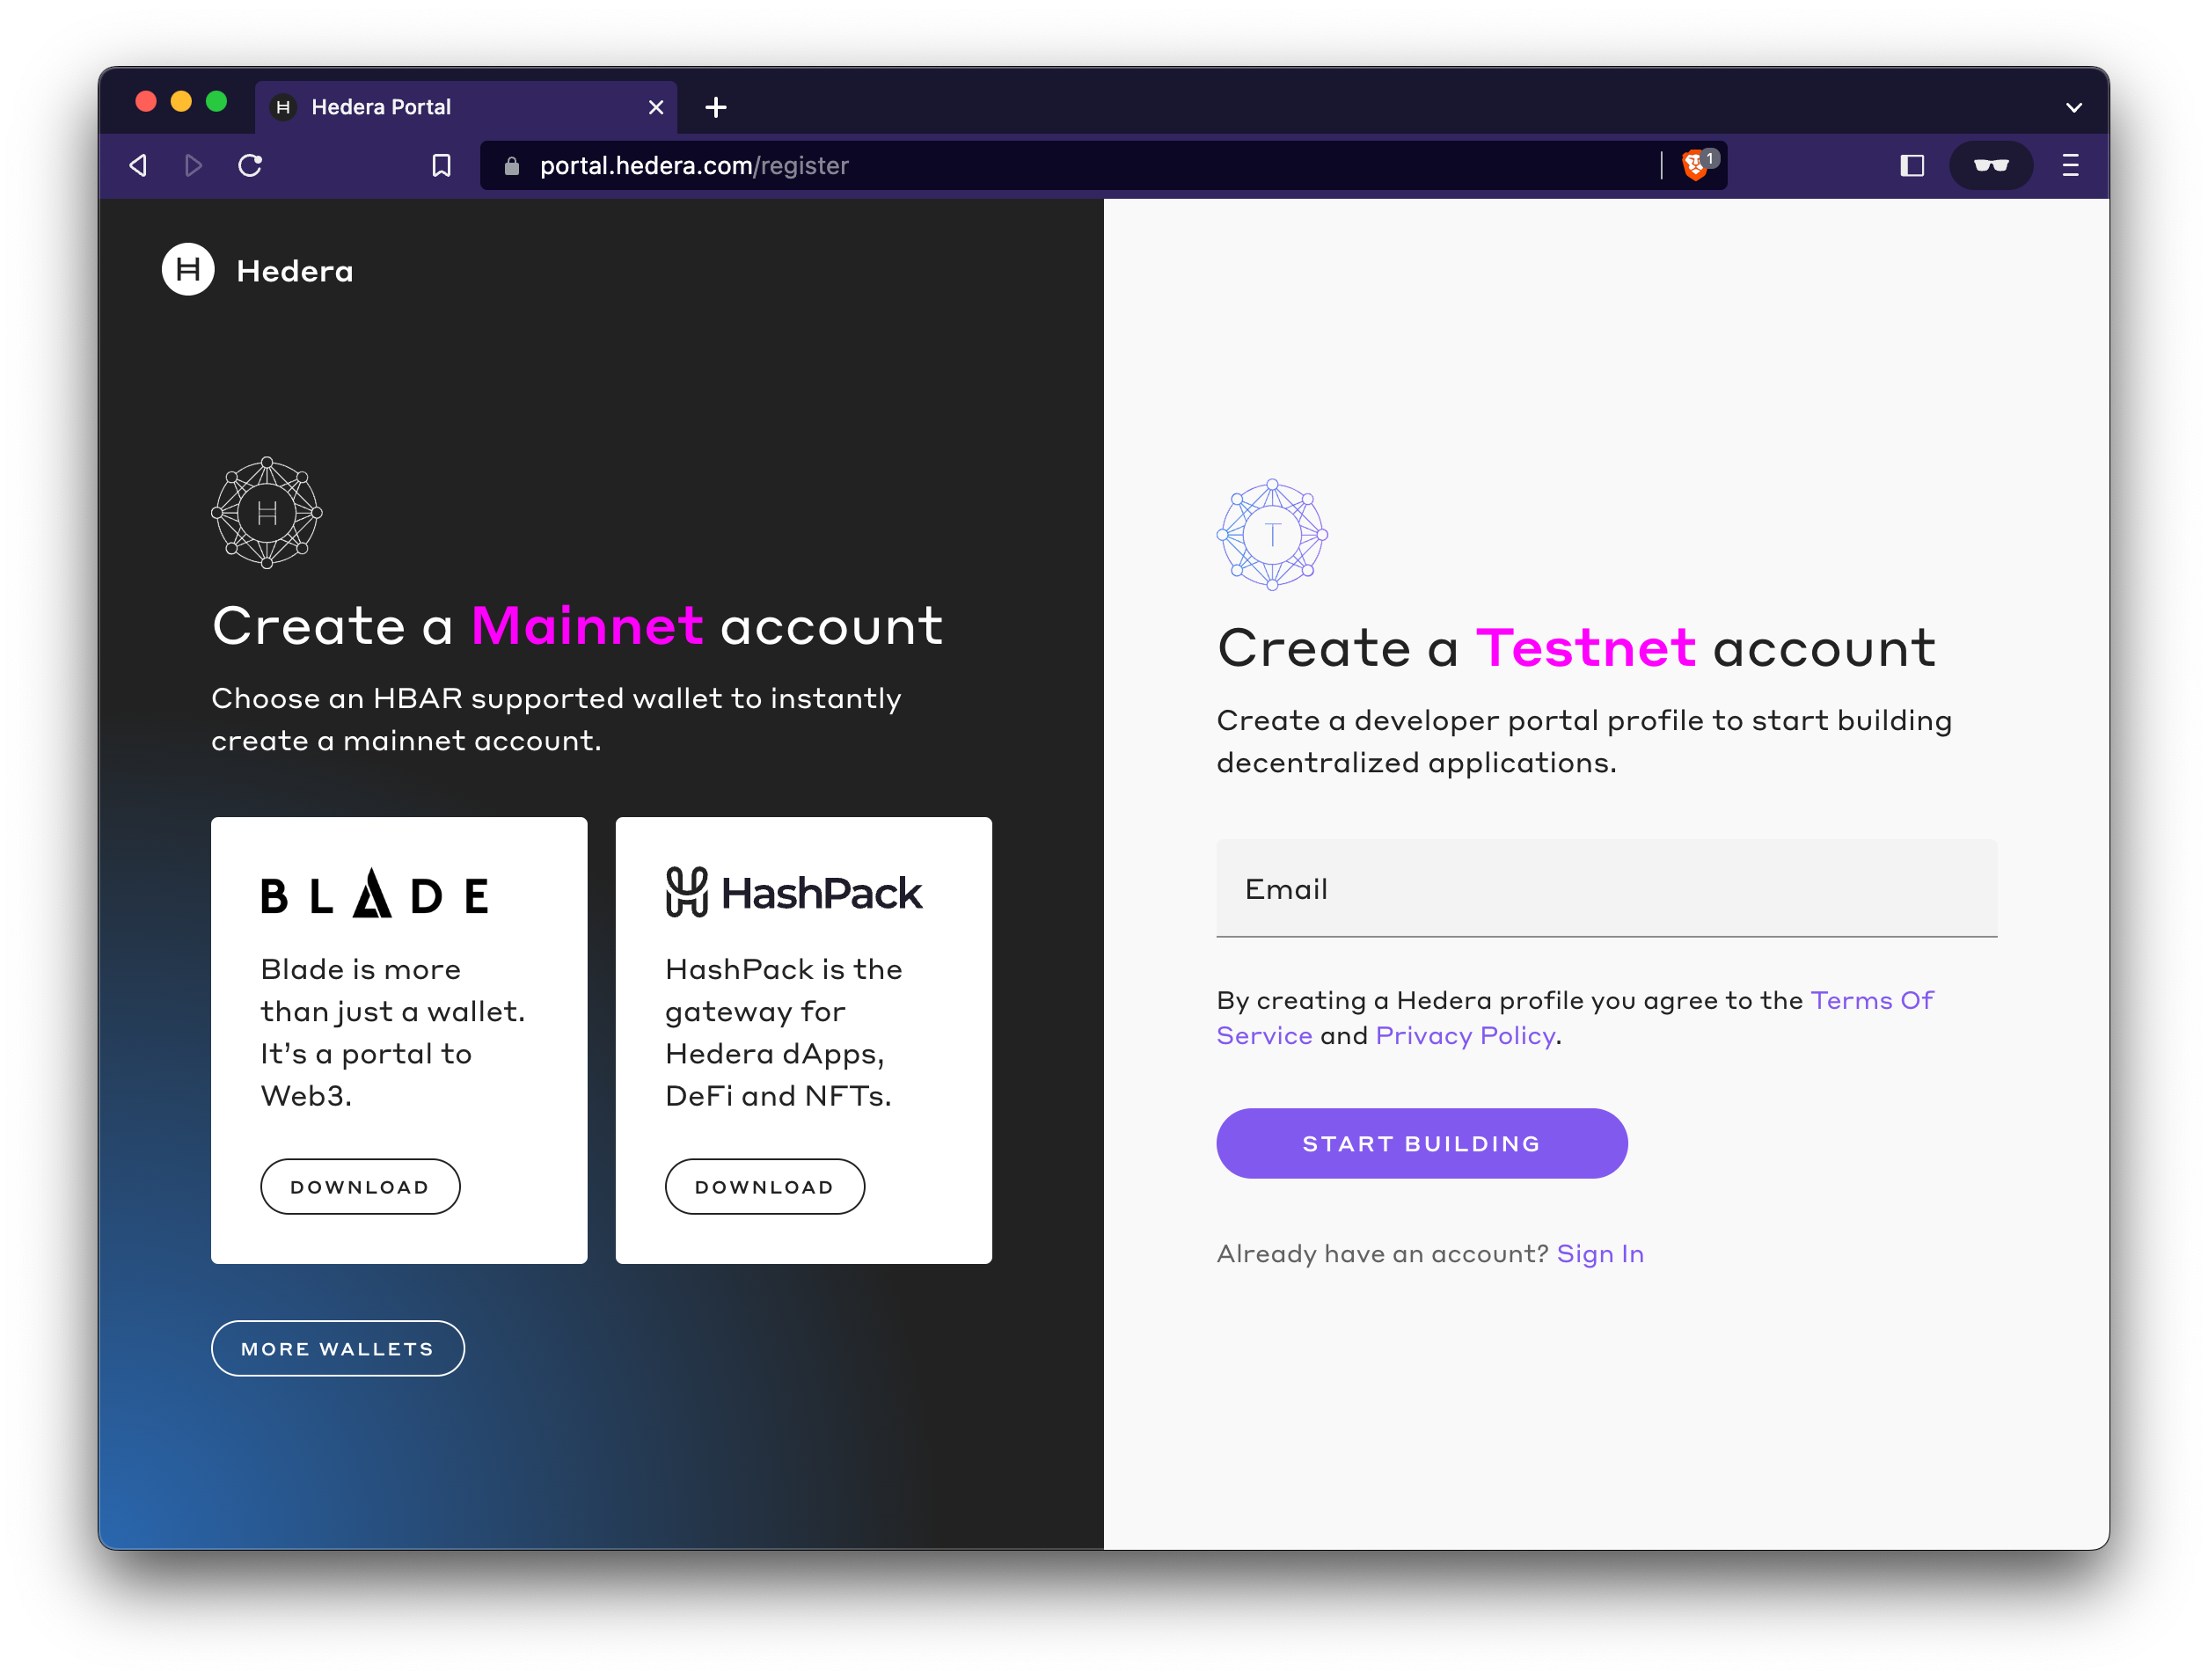 Hedera Portal
portal.hedera.com/register
1
H Hedera
H
Create a Mainnet account
Choose an HBAR supported wallet to instantly
create a mainnet account.
BLADE
Blade is more
than just a wallet.
It’s a portal to
Web3.
DOWNLOAD
HashPack
HashPack is the
gateway for
Hedera dApps,
DeFi and NFTs.
DOWNLOAD
MORE WALLETS
T
Create a Testnet account
Create a developer portal profile to start building
decentralized applications.
Email
By creating a Hedera profile you agree to the Terms Of
Service and Privacy Policy.
START BUILDING
Already have an account? Sign In